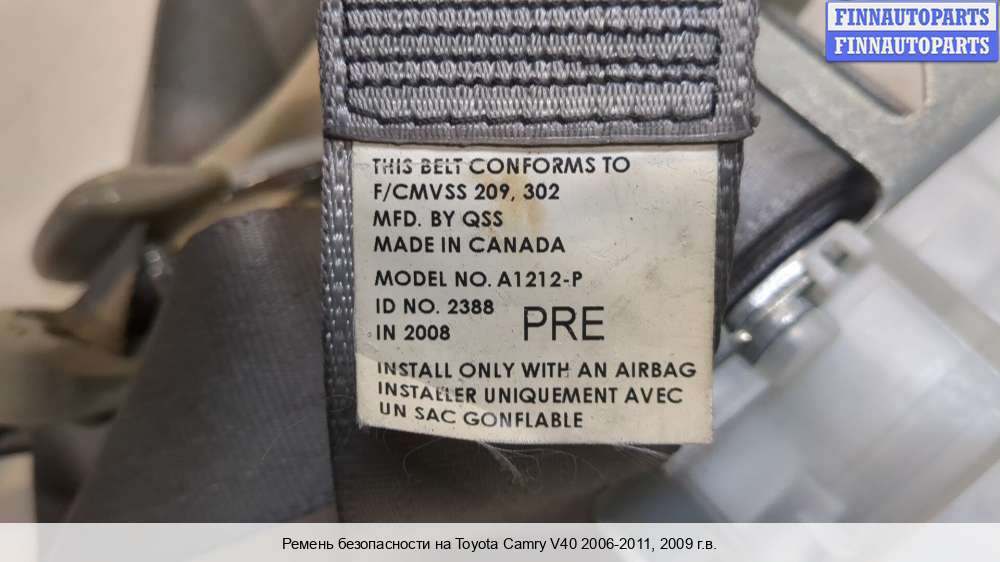 FINNAUTOPARTS
FINNAUTOPARTS
THIS BELT CONFORMS TO
F/CMVSS 209, 302
MFD. BY QSS
MADE IN CANADA
MODEL NO. A1212-P
ID NO. 2388
IN 2008
PRE
INSTALL ONLY WITH AN AIRBAG
INSTALLER UNIQUEMENT AVEC
UN SAC GONFLABLE
Ремень безопасности на Toyota Camry V40 2006-2011, 2009 г.в.